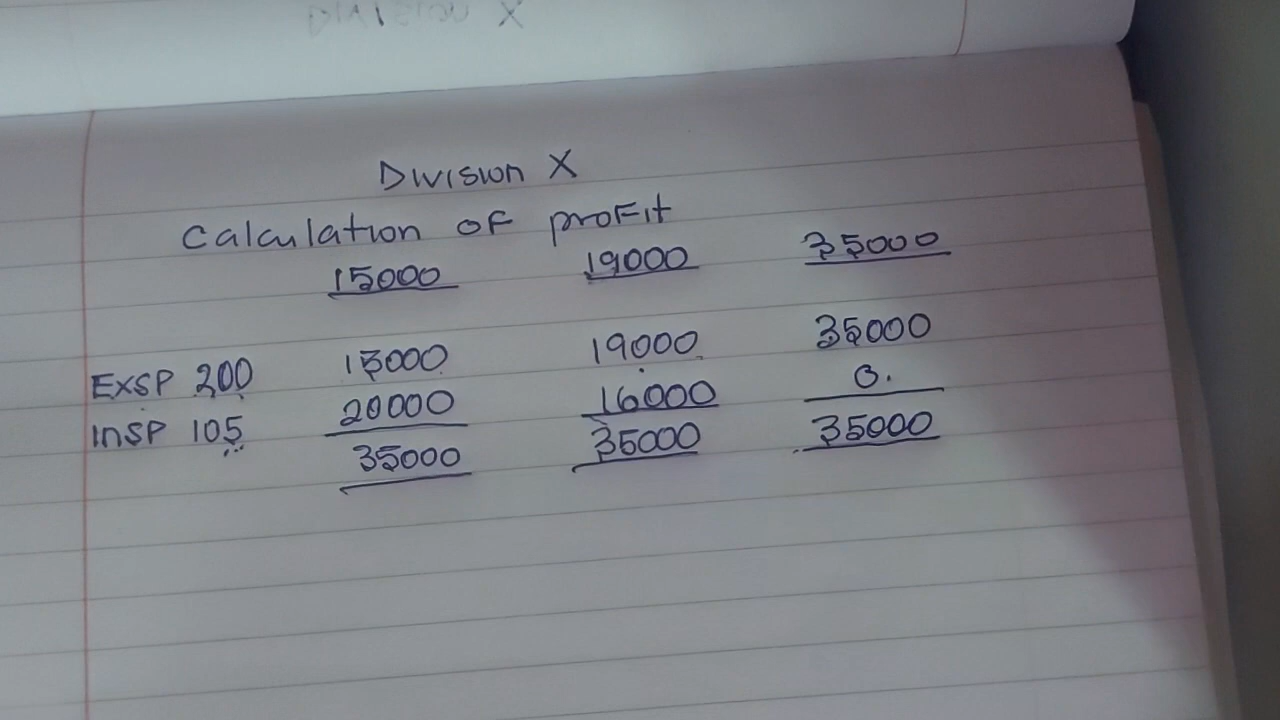 DIVISION X
Division X
Calculation of profit
15000 19000 35000
EXSP 200 15000 19000 35000
INSP 105 20000 16000 0.
35000 35000 35000